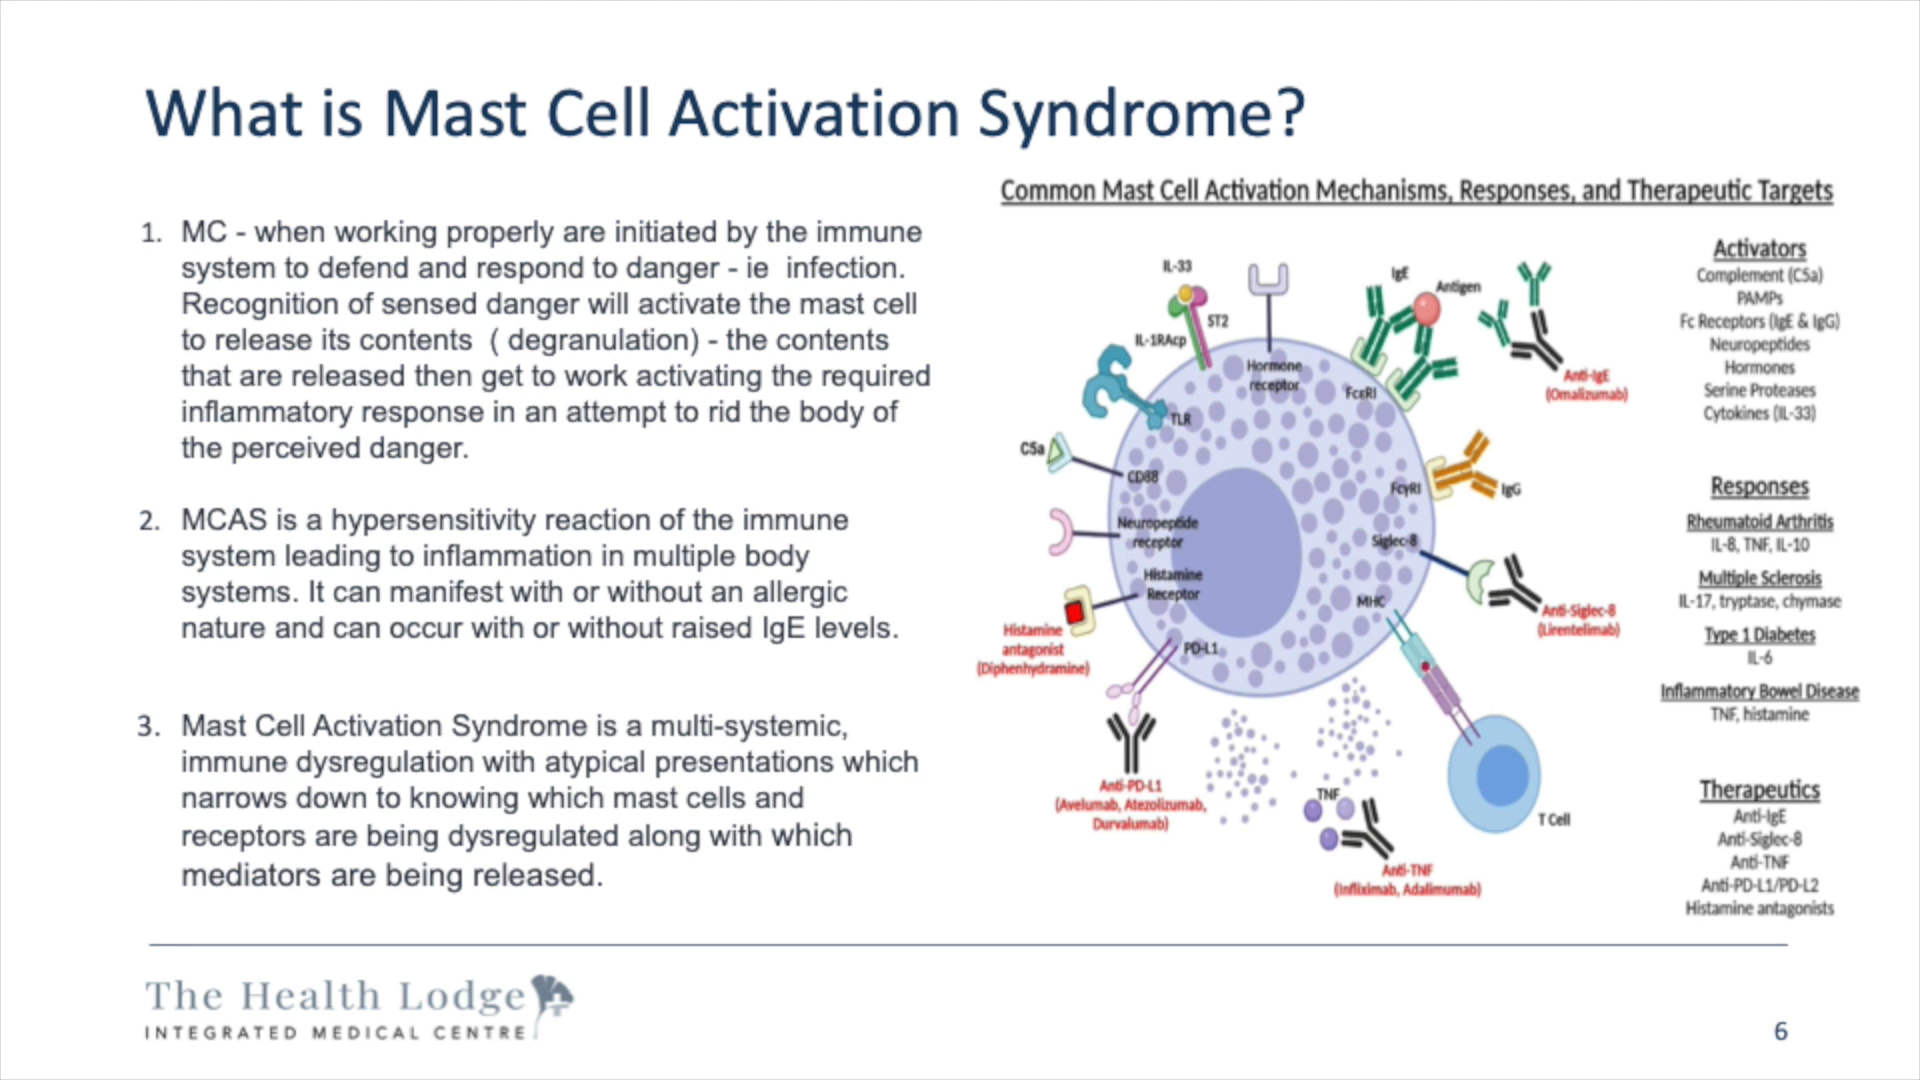 What is Mast Cell Activation Syndrome?
1. MC - when working properly are initiated by the immune
system to defend and respond to danger - ie  infection.
Recognition of sensed danger will activate the mast cell
to release its contents  ( degranulation) - the contents
that are released then get to work activating the required
inflammatory response in an attempt to rid the body of
the perceived danger.
2. MCAS is a hypersensitivity reaction of the immune
system leading to inflammation in multiple body
systems. It can manifest with or without an allergic
nature and can occur with or without raised IgE levels.
3. Mast Cell Activation Syndrome is a multi-systemic,
immune dysregulation with atypical presentations which
narrows down to knowing which mast cells and
receptors are being dysregulated along with which
mediators are being released.
Common Mast Cell Activation Mechanisms, Responses, and Therapeutic Targets
IL-33
ST2
IL-1RAcp
Hormone
receptor
IgE
Antigen
FcεRI
Anti-IgE
(Omalizumab)
TLR
C5a
CD88
FcγRI
IgG
Neuropeptide
receptor
Siglec-8
Histamine
Receptor
MHC
Anti-Siglec-8
(Lirentelimab)
Histamine
antagonist
(Diphenhydramine)
PD-L1
Anti-PD-L1
(Avelumab, Atezolizumab,
Durvalumab)
TNF
T Cell
Anti-TNF
(Infliximab, Adalimumab)
Activators
Complement (C5a)
PAMPs
Fc Receptors (IgE & IgG)
Neuropeptides
Hormones
Serine Proteases
Cytokines (IL-33)
Responses
Rheumatoid Arthritis
IL-8, TNF, IL-10
Multiple Sclerosis
IL-17, tryptase, chymase
Type 1 Diabetes
IL-6
Inflammatory Bowel Disease
TNF, histamine
Therapeutics
Anti-IgE
Anti-Siglec-8
Anti-TNF
Anti-PD-L1/PD-L2
Histamine antagonists
The Health Lodge
INTEGRATED MEDICAL CENTRE
6